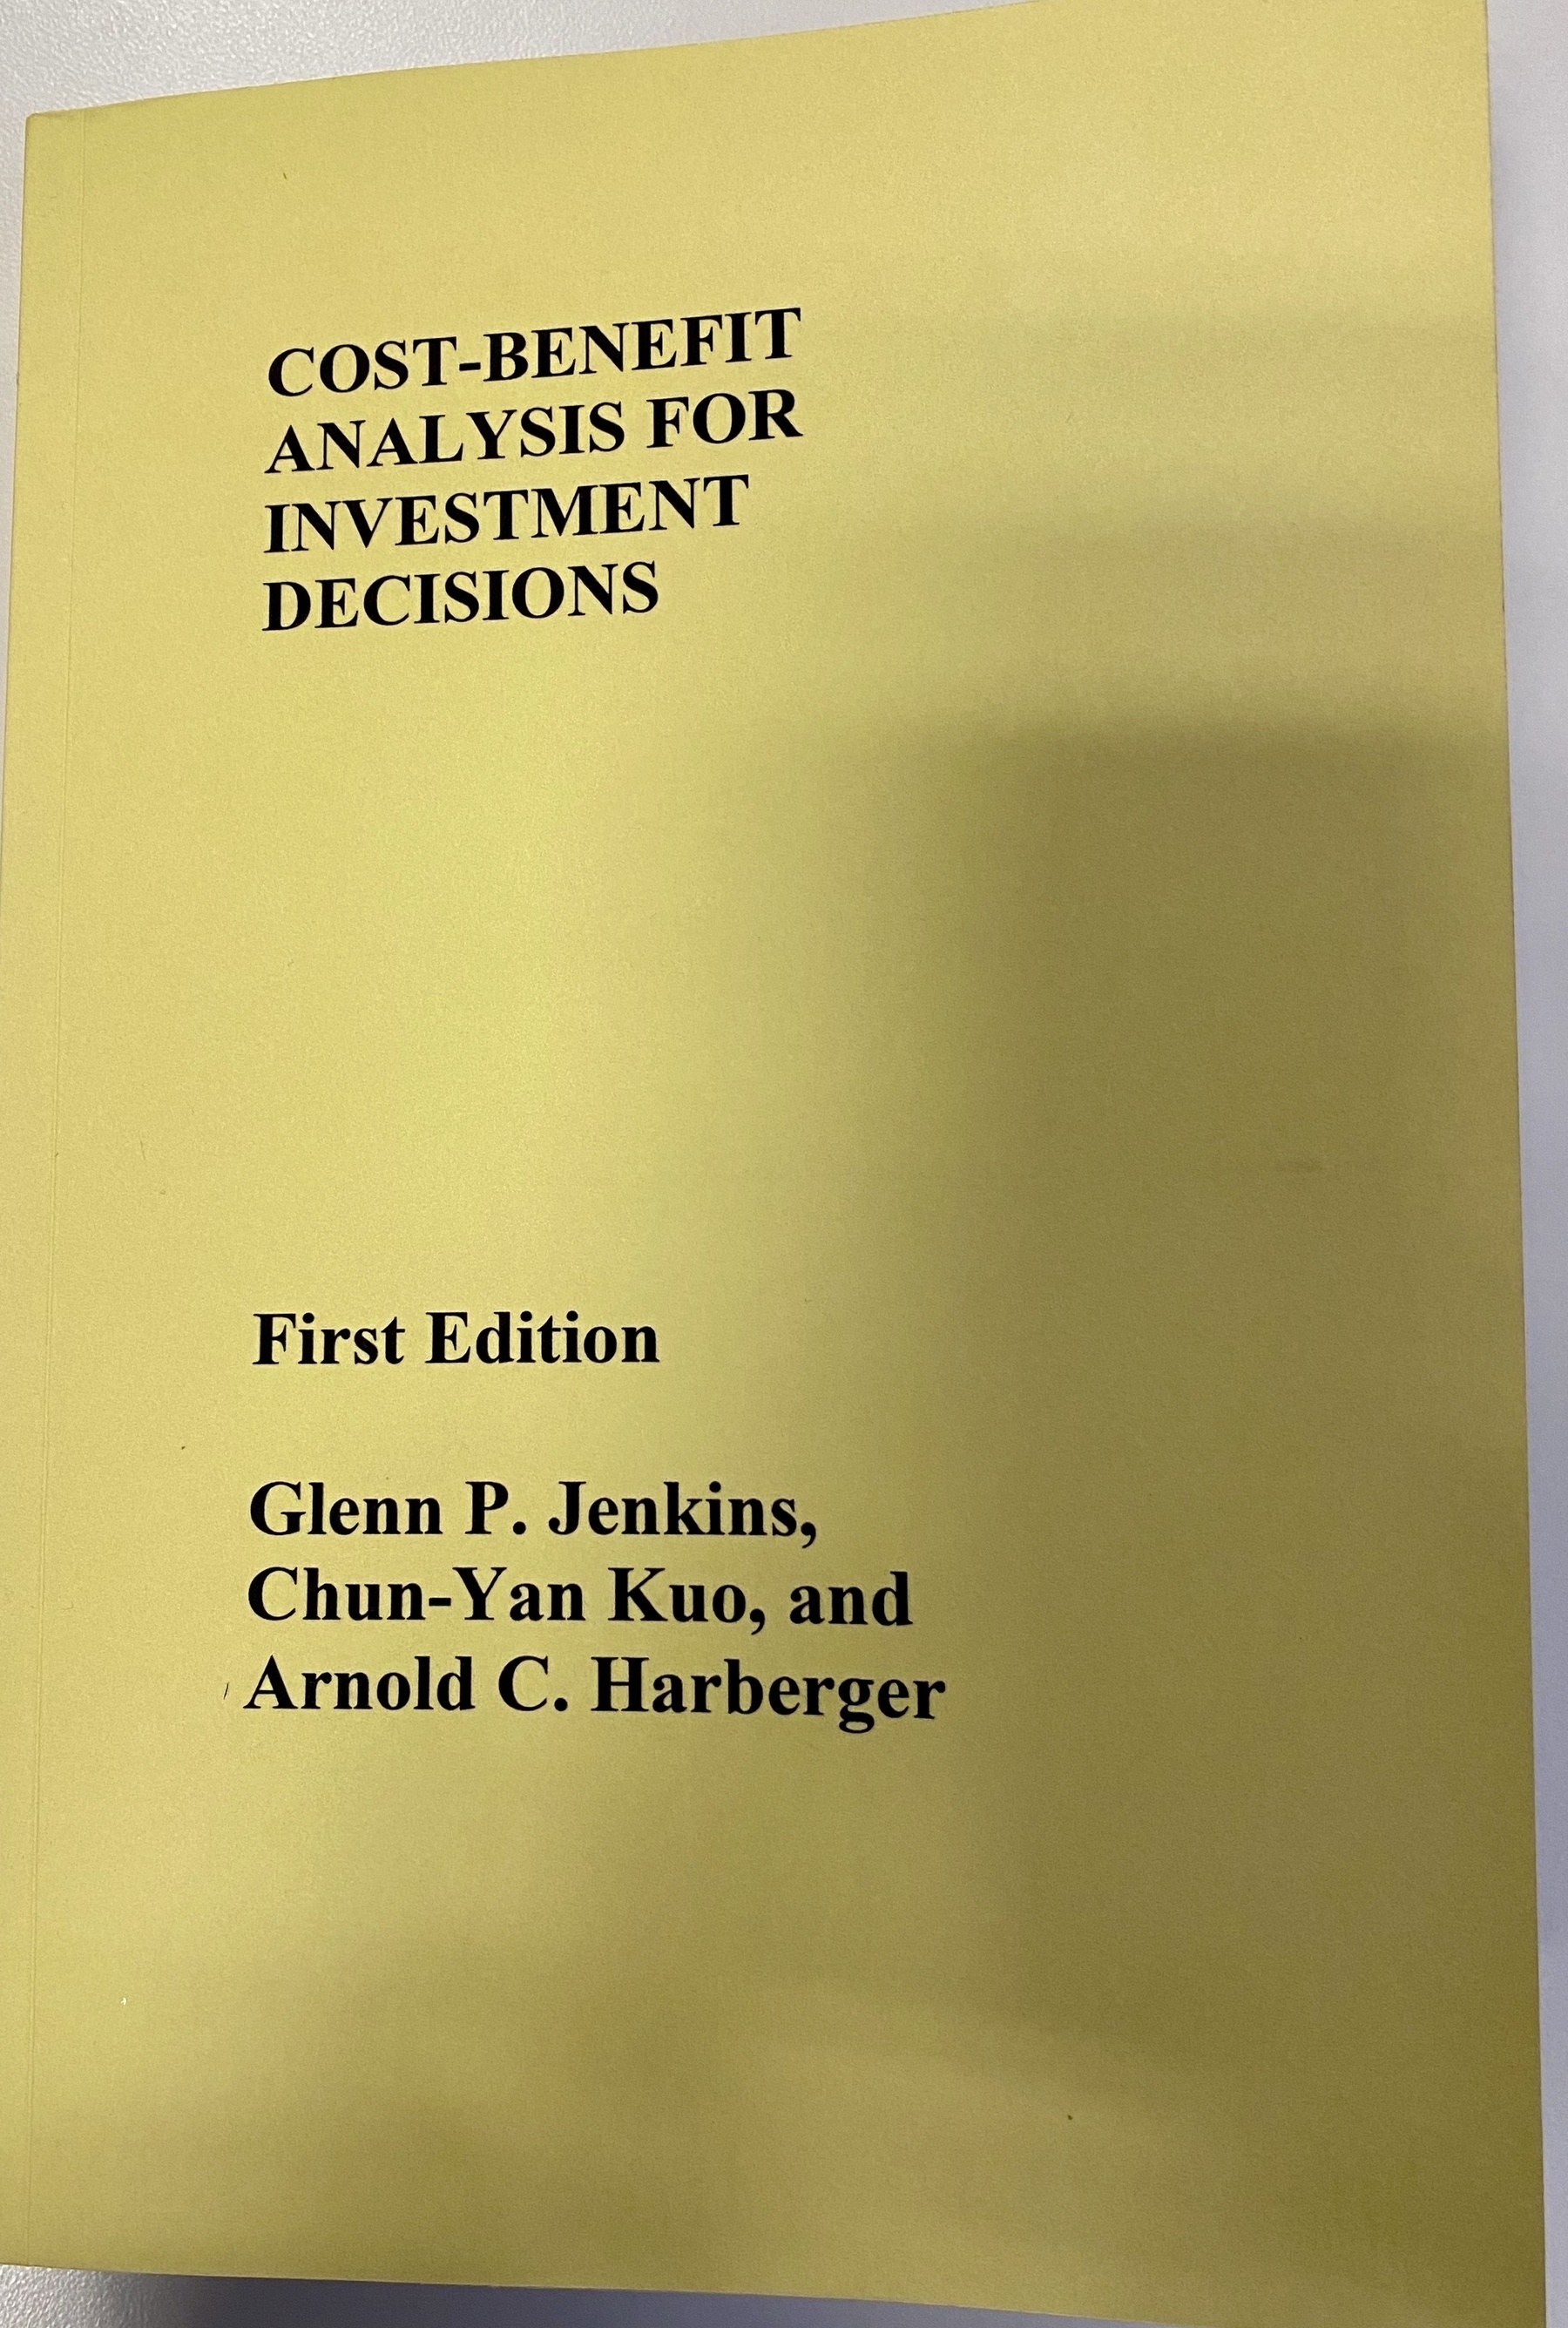 COST-BENEFIT
ANALYSIS FOR
INVESTMENT
DECISIONS
First Edition
Glenn P. Jenkins,
Chun-Yan Kuo, and
Arnold C. Harberger